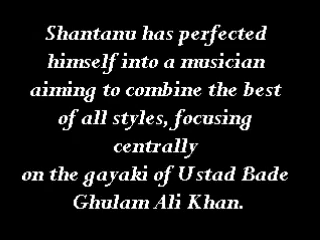 Shantanu has perfected
himself into a musician
aiming to combine the best
of all styles, focusing
centrally
on the gayaki of Ustad Bade
Ghulam Ali Khan.